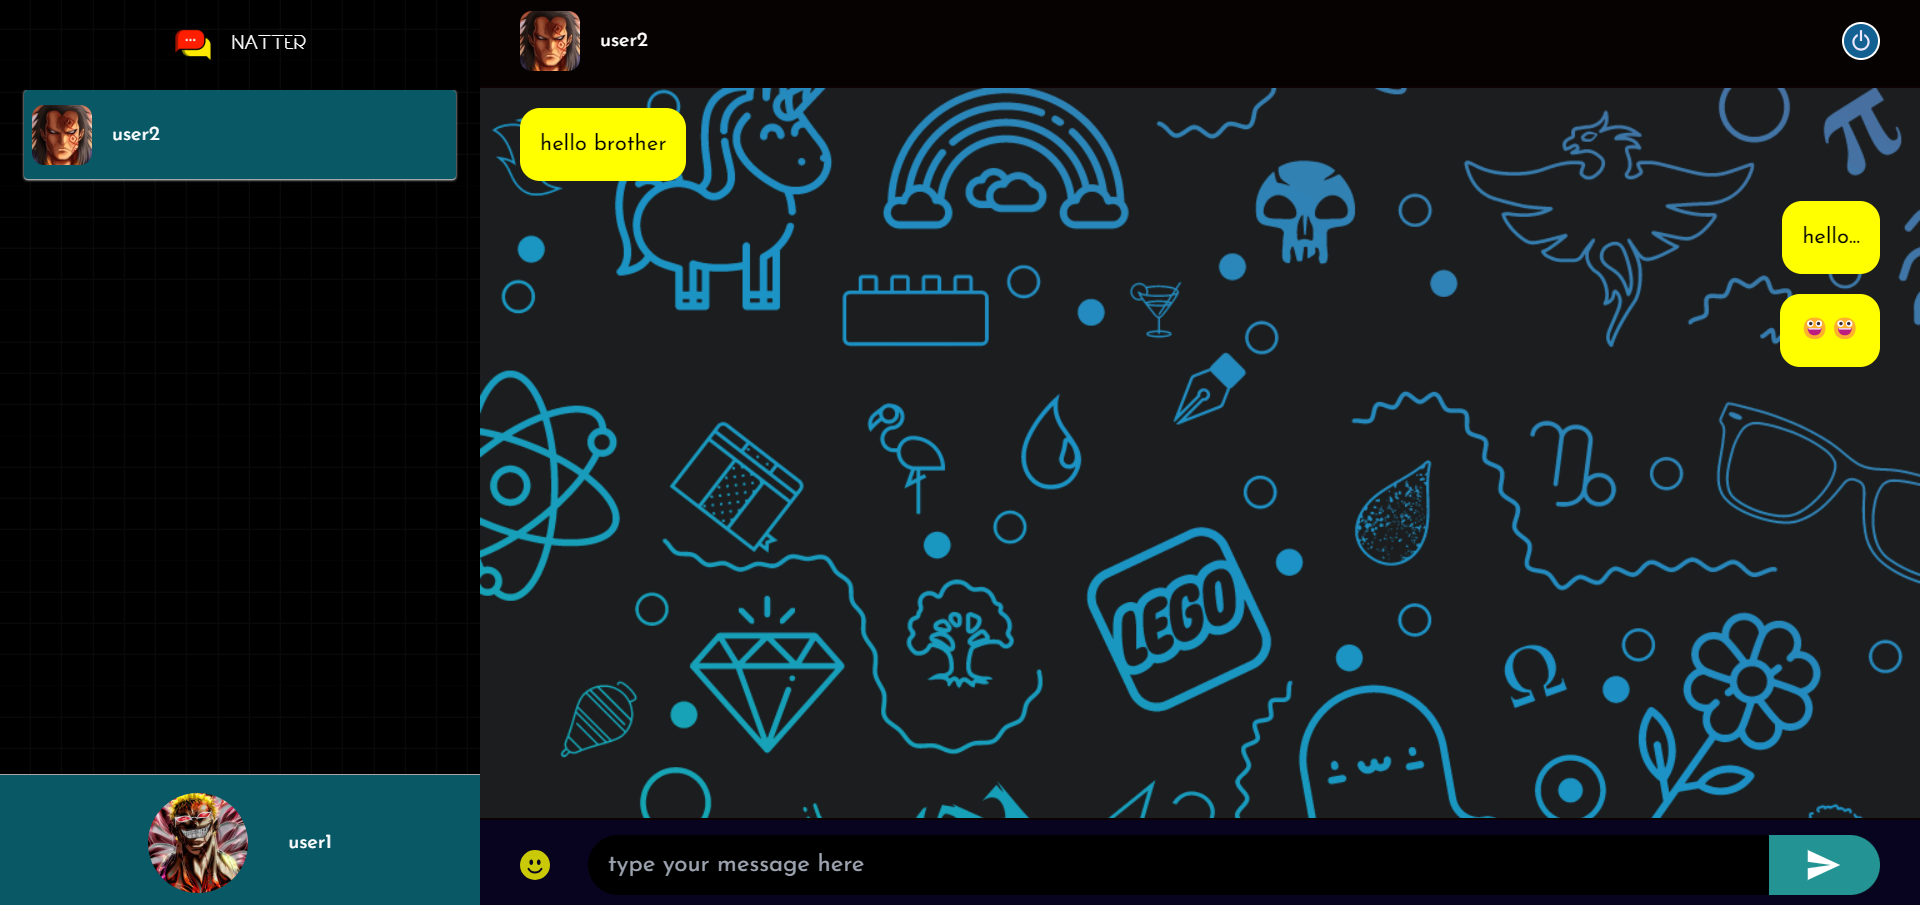 NATTER
user2
user2
hello brother
hello...
LEGO
π
Ω
user1
type your message here